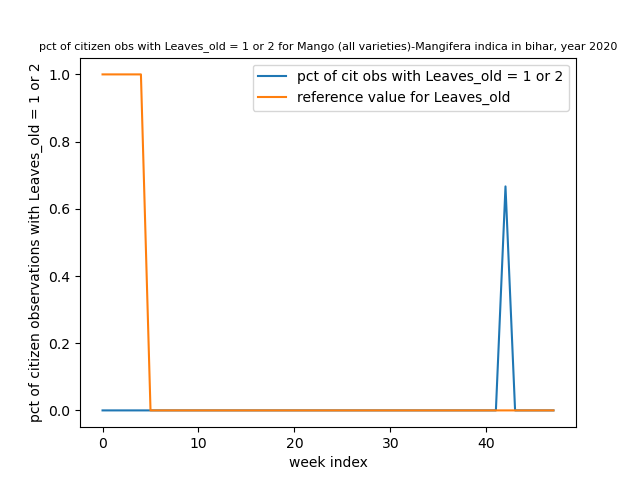 pct of citizen obs with Leaves_old = 1 or 2 for Mango (all varieties)-Mangifera indica in bihar, year 2020
pct of cit obs with Leaves_old = 1 or 2
reference value for Leaves_old
pct of citizen observations with Leaves_old = 1 or 2
1.0
0.8
0.6
0.4
0.2
0.0
0 10 20 30 40
week index